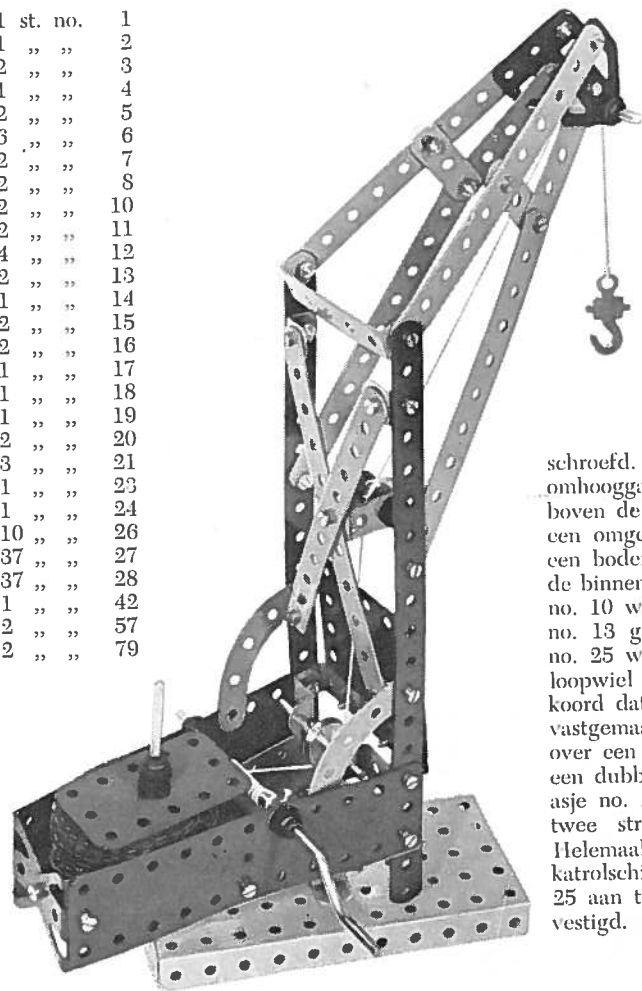 1 st. no. 1
1 „ „ 2
2 „ „ 3
1 „ „ 4
2 „ „ 5
3 „ „ 6
2 „ „ 7
2 „ „ 8
2 „ „ 10
2 „ „ 11
4 „ „ 12
2 „ „ 13
1 „ „ 14
2 „ „ 15
2 „ „ 16
1 „ „ 17
1 „ „ 18
1 „ „ 19
2 „ „ 20
3 „ „ 21
1 „ „ 23
1 „ „ 24
10 „ „ 26
37 „ „ 27
37 „ „ 28
1 „ „ 42
2 „ „ 57
2 „ „ 79
schroefd.
omhoogga
boven de
een omge
een bode
de binner
no. 10 w
no. 13 g
no. 25 w
loopwiel
koord dat
vastgemaa
over een
een dubb
asje no.
twee str
Helemaal
katrolschi
25 aan t
vestigd.